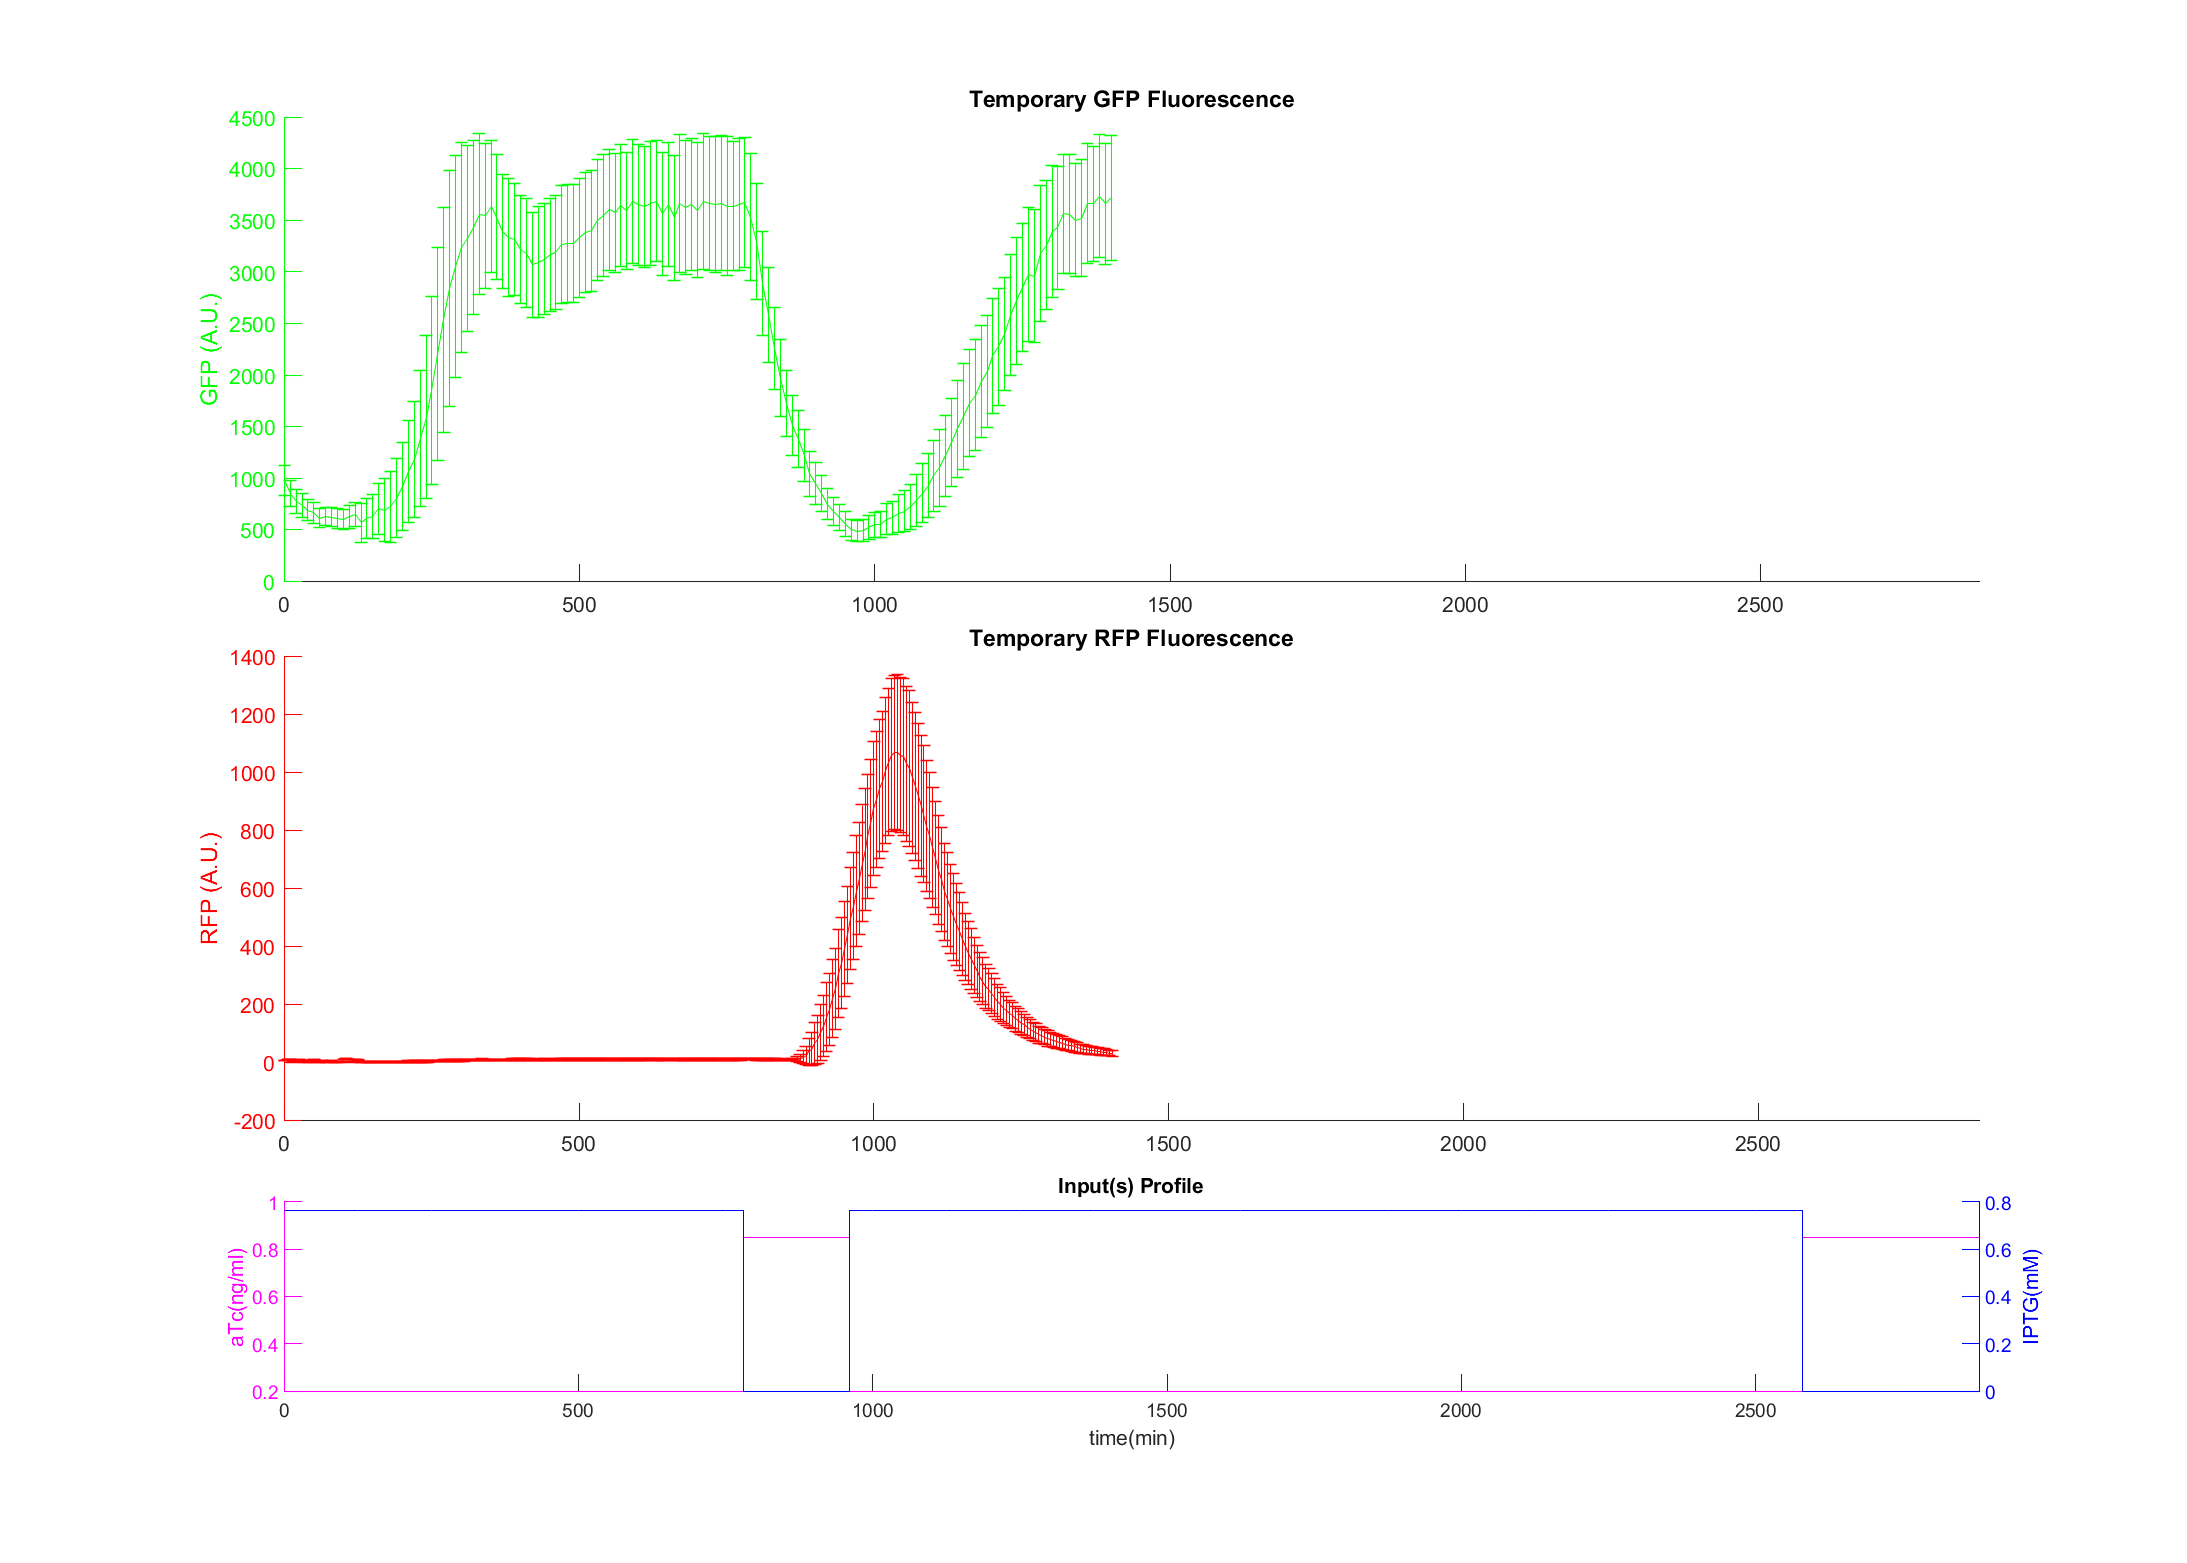 Temporary GFP Fluorescence
4500
4000
3500
3000
2500
2000
1500
1000
500
0
GFP (A.U.)
0 500 1000 1500 2000 2500
Temporary RFP Fluorescence
1400
1200
1000
800
600
400
200
0
-200
RFP (A.U.)
0 500 1000 1500 2000 2500
Input(s) Profile
1
0.8
0.6
0.4
0.2
aTc(ng/ml)
0.8
0.6
0.4
0.2
0
IPTG(mM)
0 500 1000 1500 2000 2500
time(min)